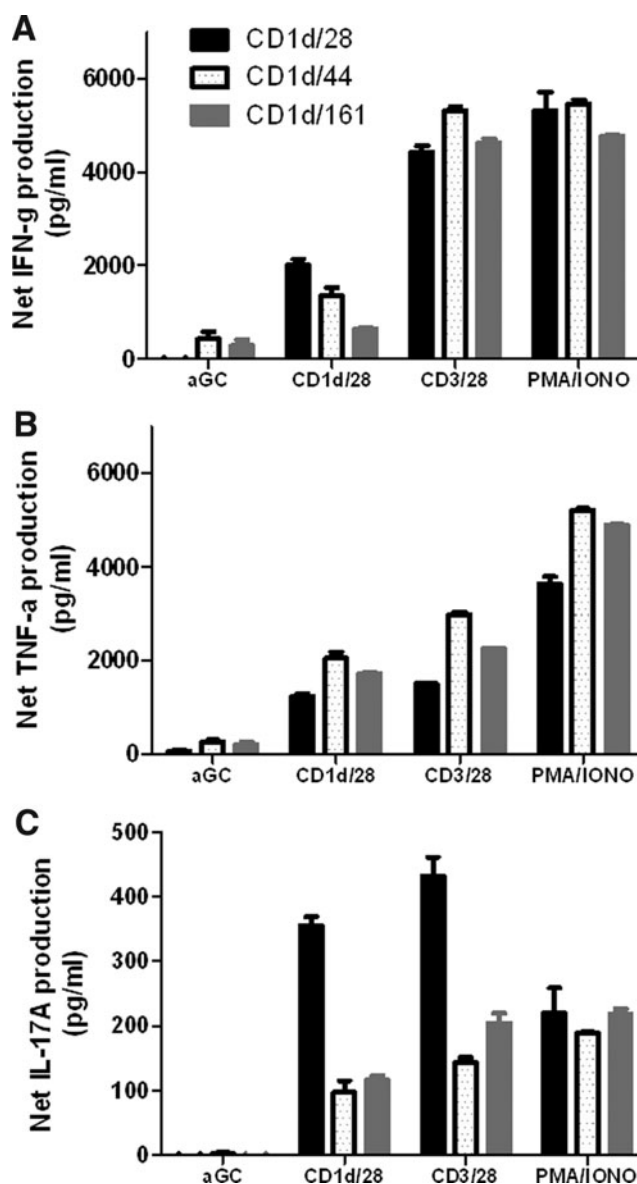 A
CD1d/28
CD1d/44
CD1d/161
Net IFN-g production
(pg/ml)
6000
4000
2000
0
aGC CD1d/28 CD3/28 PMA/IONO
B
Net TNF-a production
(pg/ml)
6000
4000
2000
0
aGC CD1d/28 CD3/28 PMA/IONO
C
Net IL-17A production
(pg/ml)
500
400
300
200
100
0
aGC CD1d/28 CD3/28 PMA/IONO